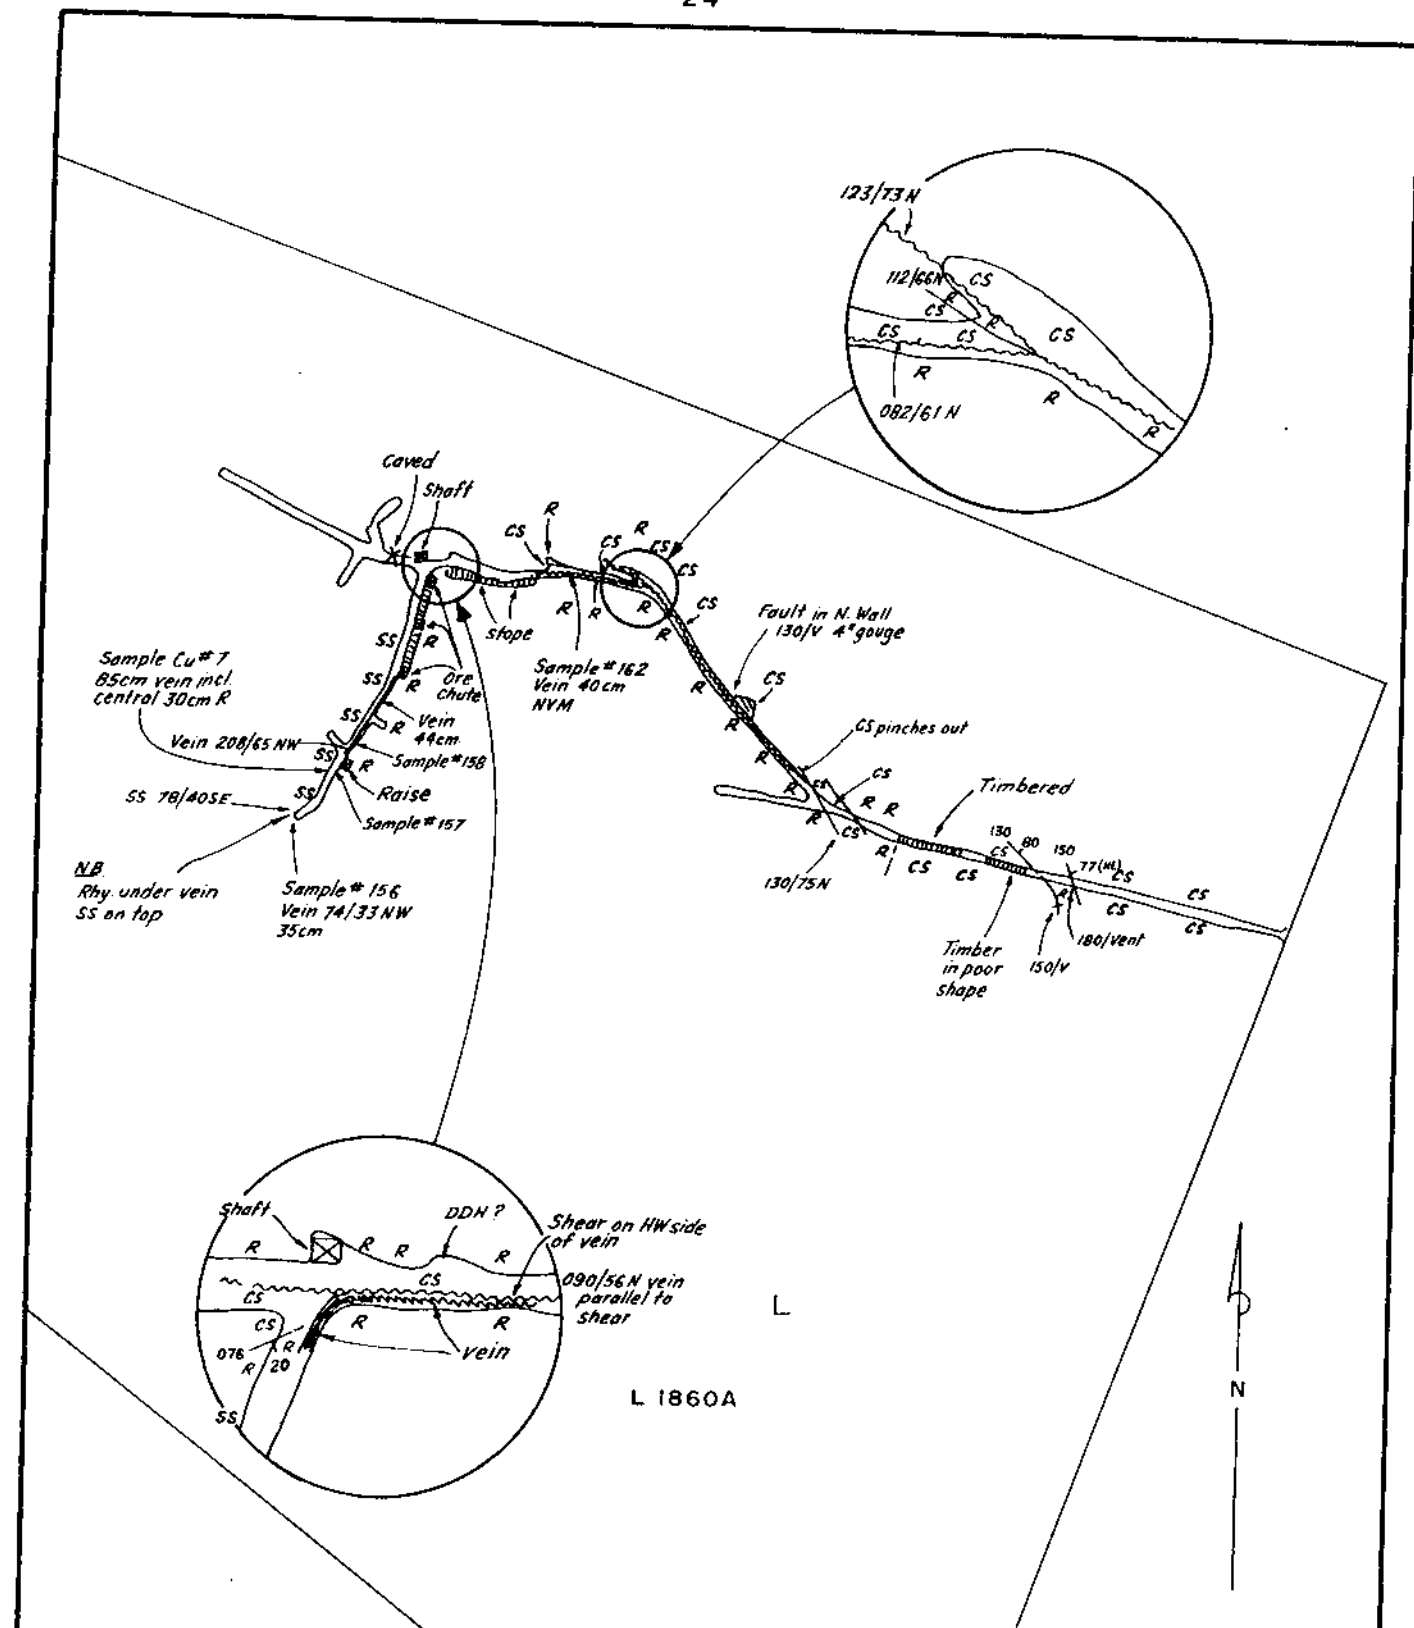 24
123/73 N
112/66N
CS
R
CS
R
CS
CS
CS
R
R
R
082/61 N
Caved
Shaft
R
R
CS
CS
CS
CS
CS
R
R
R
R
stope
Fault in N. Wall
130/V 4" gouge
CS
R
R
R
SS
R
SS
R
Ore
Chute
Sample # 162
Vein 40cm
NVM
Sample Cu # 7
85cm vein incl.
central 30cm R
SS
R
Vein
44cm
Vein 208/65 NW
SS
R
Sample # 158
SS 78/40SE
SS
Raise
Sample # 157
CS pinches out
CS
CS
R
R
R
R
CS
R
Timbered
130/75N
CS
CS
130
80
CS
150
77
CS
R
CS
CS
CS
180/Vent
150/V
Timber
in poor
shape
N.B.
Rhy. under vein
SS on top
Sample # 156
Vein 74/33 NW
35cm
Shaft
DDH ?
Shear on HW side
of vein
R
R
R
R
CS
090/56 N vein
parallel to
shear
CS
CS
R
R
076
R
R
20
vein
SS
L
L 1860A
N